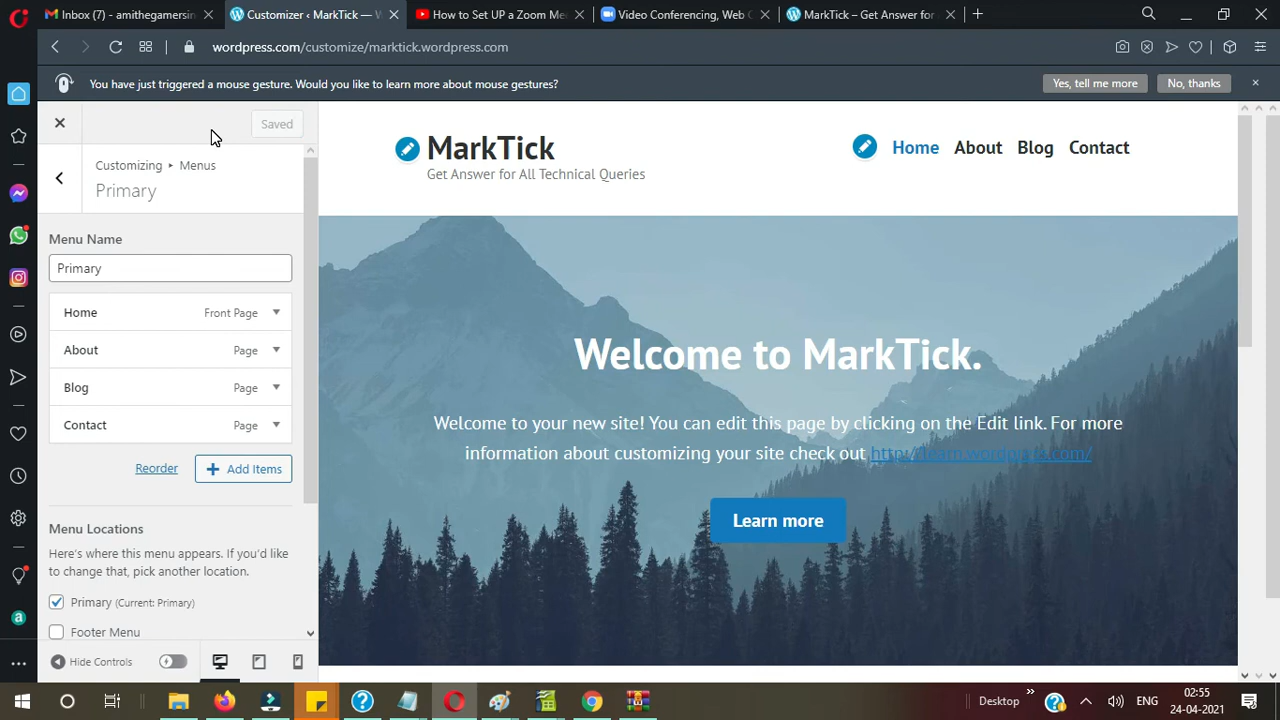 Inbox (7) - amithegamersin
Customizer ‹ MarkTick —
How to Set UP a Zoom Me
Video Conferencing, Web C
MarkTick – Get Answer for
wordpress.com/customize/marktick.wordpress.com
You have just triggered a mouse gesture. Would you like to learn more about mouse gestures?
Yes, tell me more
No, thanks
Saved
Customizing ▸ Menus
Primary
Menu Name
Primary
Home Front Page
About Page
Blog Page
Contact Page
Reorder
Add Items
Menu Locations
Here's where this menu appears. If you'd like
to change that, pick another location.
Primary (Current: Primary)
Footer Menu
Hide Controls
MarkTick
Get Answer for All Technical Queries
Home About Blog Contact
Welcome to MarkTick.
Welcome to your new site! You can edit this page by clicking on the Edit link. For more
information about customizing your site check out http://learn.wordpress.com/
Learn more
Desktop
ENG
02:55
24-04-2021